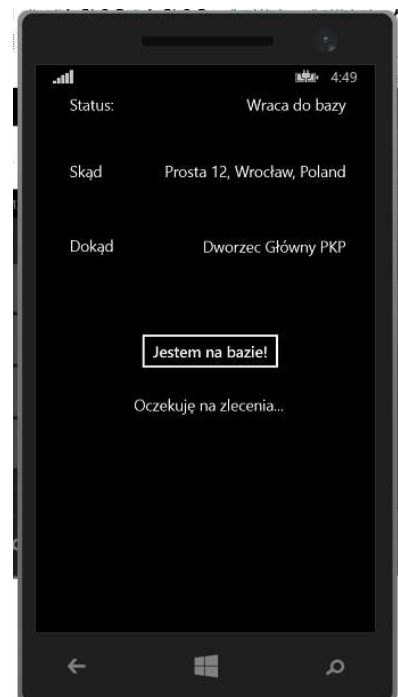 4:49
Status: Wraca do bazy
Skąd Prosta 12, Wrocław, Poland
Dokąd Dworzec Główny PKP
Jestem na bazie!
Oczekuję na zlecenia...